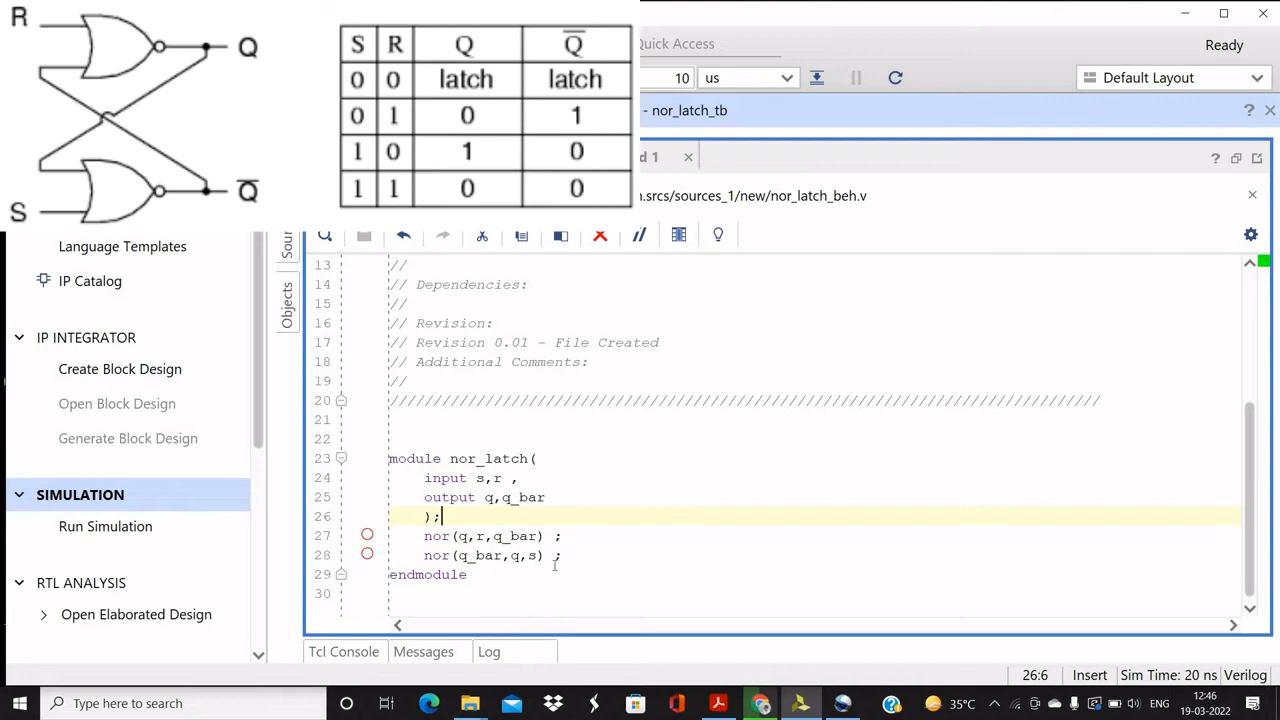 R
Q
Q
S
S R Q Q
0 0 latch latch
0 1 0 1
1 0 1 0
1 1 0 0
Quick Access
Ready
10 us
Default Layout
- nor_latch_tb
d 1
.srcs/sources_1/new/nor_latch_beh.v
Language Templates
IP Catalog
IP INTEGRATOR
Create Block Design
Open Block Design
Generate Block Design
SIMULATION
Run Simulation
RTL ANALYSIS
Open Elaborated Design
Sour
Objects
13 //
14 // Dependencies:
15 //
16 // Revision:
17 // Revision 0.01 - File Created
18 // Additional Comments:
19 //
20 //////////////////////////////////////////////////////////////////////////////////
21
22
23 module nor_latch(
24 input s,r ,
25 output q,q_bar
26 );
27 nor(q,r,q_bar) ;
28 nor(q_bar,q,s) ;
29 endmodule
30
Tcl Console Messages Log
26:6 Insert Sim Time: 20 ns Verilog
Type here to search
35°C
ENG
12:46
19-03-2022